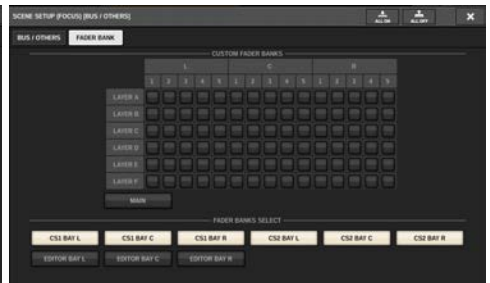 SCENE SETUP (FOCUS) [BUS / OTHERS]
ALL ON
ALL OFF
BUS / OTHERS
FADER BANK
CUSTOM FADER BANKS
L C R
1 2 3 4 5 1 2 3 4 5 1 2 3 4 5
LAYER A
LAYER B
LAYER C
LAYER D
LAYER E
LAYER F
MAIN
FADER BANKS SELECT
CS1 BAY L CS1 BAY C CS1 BAY R CS2 BAY L CS2 BAY C CS2 BAY R
EDITOR BAY L EDITOR BAY C EDITOR BAY R